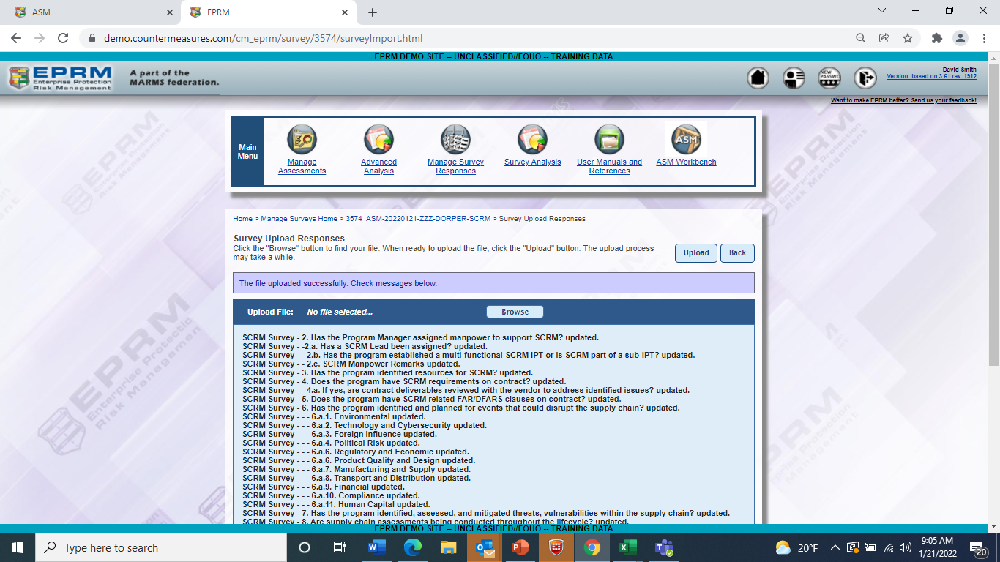 ASM
EPRM
demo.countermeasures.com/cm_eprm/survey/3574/surveyImport.html
EPRM DEMO SITE -- UNCLASSIFIED//FOUO -- TRAINING DATA
EPRM
Enterprise Protection
Risk Management
A part of the
MARMS federation.
NEW
PASSWD
****
David Smith
Version: based on 3.61 rev. 1912
Want to make EPRM better? Send us your feedback!
Main
Menu
Manage
Assessments
Advanced
Analysis
Manage Survey
Responses
Survey Analysis
User Manuals and
References
ASM
ASM Workbench
Home > Manage Surveys Home > 3574_ASM-20220121-ZZZ-DORPER-SCRM > Survey Upload Responses
Survey Upload Responses
Click the "Browse" button to find your file. When ready to upload the file, click the "Upload" button. The upload process
may take a while.
Upload
Back
The file uploaded successfully. Check messages below.
Upload File: No file selected... Browse
SCRM Survey - 2. Has the Program Manager assigned manpower to support SCRM? updated.
SCRM Survey - -2.a. Has a SCRM Lead been assigned? updated.
SCRM Survey - - 2.b. Has the program established a multi-functional SCRM IPT or is SCRM part of a sub-IPT? updated.
SCRM Survey - - 2.c. SCRM Manpower Remarks updated.
SCRM Survey - 3. Has the program identified resources for SCRM? updated.
SCRM Survey - 4. Does the program have SCRM requirements on contract? updated.
SCRM Survey - - 4.a. If yes, are contract deliverables reviewed with the vendor to address identified issues? updated.
SCRM Survey - 5. Does the program have SCRM related FAR/DFARS clauses on contract? updated.
SCRM Survey - 6. Has the program identified and planned for events that could disrupt the supply chain? updated.
SCRM Survey - - - 6.a.1. Environmental updated.
SCRM Survey - - - 6.a.2. Technology and Cybersecurity updated.
SCRM Survey - - - 6.a.3. Foreign Influence updated.
SCRM Survey - - - 6.a.4. Political Risk updated.
SCRM Survey - - - 6.a.6. Regulatory and Economic updated.
SCRM Survey - - - 6.a.6. Product Quality and Design updated.
SCRM Survey - - - 6.a.7. Manufacturing and Supply updated.
SCRM Survey - - - 6.a.8. Transport and Distribution updated.
SCRM Survey - - - 6.a.9. Financial updated.
SCRM Survey - - - 6.a.10. Compliance updated.
SCRM Survey - - - 6.a.11. Human Capital updated.
SCRM Survey - 7. Has the program identified, assessed, and mitigated threats, vulnerabilities within the supply chain? updated.
SCRM Survey - 8. Are supply chain assessments being conducted throughout the lifecycle? updated.
EPRM DEMO SITE -- UNCLASSIFIED//FOUO -- TRAINING DATA
Type here to search
20°F
9:05 AM
1/21/2022
20